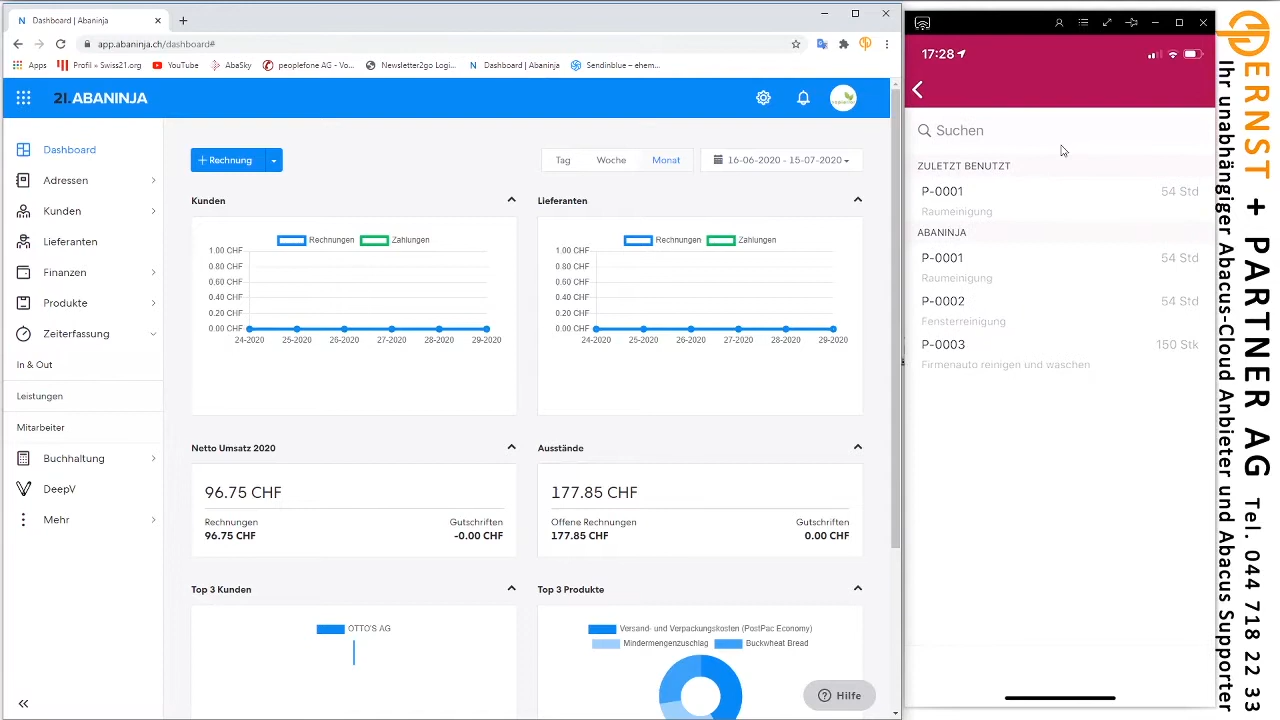 Dashboard | Abaninja
app.abaninja.ch/dashboard#
Apps
Profil « Swiss21.org
YouTube
AbaSky
peoplefone AG - Vo...
Newsletter2go Logi...
Dashboard | Abaninja
Sendinblue – ehem...
21.ABANINJA
Dashboard
Adressen
Kunden
Lieferanten
Finanzen
Produkte
Zeiterfassung
In & Out
Leistungen
Mitarbeiter
Buchhaltung
DeepV
Mehr
+ Rechnung
Tag
Woche
Monat
16-06-2020 - 15-07-2020
Kunden
Rechnungen
Zahlungen
1.00 CHF
0.80 CHF
0.60 CHF
0.40 CHF
0.20 CHF
0.00 CHF
24-2020
25-2020
26-2020
27-2020
28-2020
29-2020
Lieferanten
Rechnungen
Zahlungen
1.00 CHF
0.80 CHF
0.60 CHF
0.40 CHF
0.20 CHF
0.00 CHF
24-2020
25-2020
26-2020
27-2020
28-2020
29-2020
Netto Umsatz 2020
96.75 CHF
Rechnungen
Gutschriften
96.75 CHF
-0.00 CHF
Ausstände
177.85 CHF
Offene Rechnungen
Gutschriften
177.85 CHF
0.00 CHF
Top 3 Kunden
OTTO'S AG
Top 3 Produkte
Versand- und Verpackungskosten (PostPac Economy)
Mindermengenzuschlag
Buckwheat Bread
Hilfe
17:28
Suchen
ZULETZT BENUTZT
P-0001
54 Std
Raumeinigung
ABANINJA
P-0001
54 Std
Raumeinigung
P-0002
54 Std
Fensterreinigung
P-0003
150 Stk
Firmenauto reinigen und waschen
ERNST + PARTNER AG Tel. 044 718 22 33
Ihr unabhängiger Abacus-Cloud Anbieter und Abacus Supporter